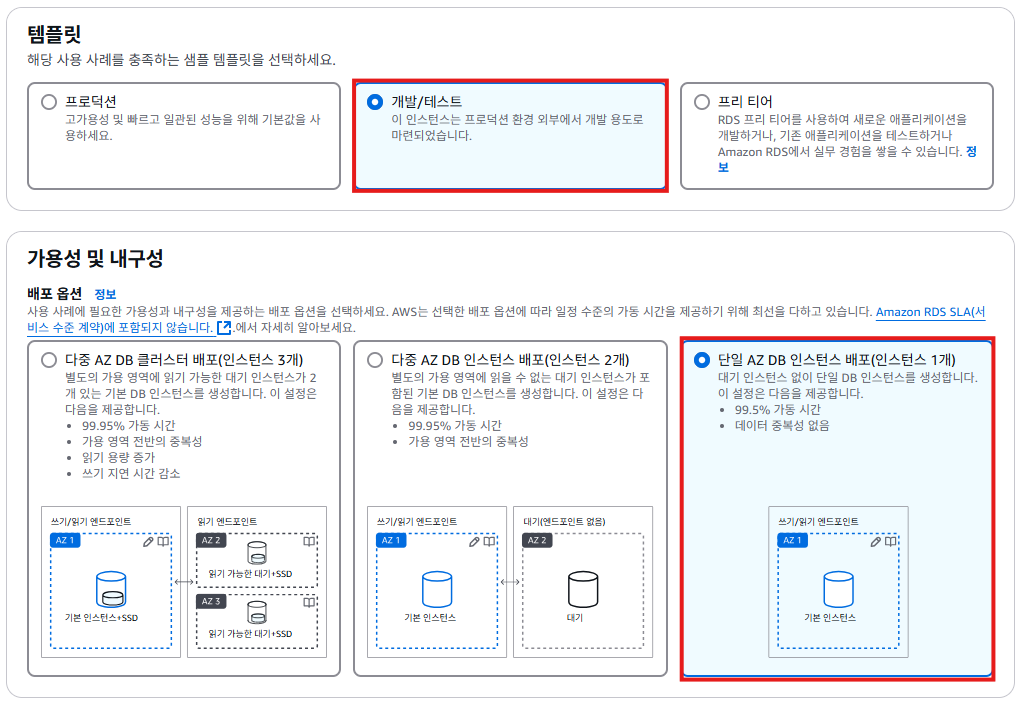 템플릿
해당 사용 사례를 충족하는 샘플 템플릿을 선택하세요.
프로덕션
고가용성 및 빠르고 일관된 성능을 위해 기본값을 사
용하세요.
개발/테스트
이 인스턴스는 프로덕션 환경 외부에서 개발 용도로
마련되었습니다.
프리 티어
RDS 프리 티어를 사용하여 새로운 애플리케이션을
개발하거나, 기존 애플리케이션을 테스트하거나
Amazon RDS에서 실무 경험을 쌓을 수 있습니다. 정
보
가용성 및 내구성
배포 옵션 정보
사용 사례에 필요한 가용성과 내구성을 제공하는 배포 옵션을 선택하세요. AWS는 선택한 배포 옵션에 따라 일정 수준의 가동 시간을 제공하기 위해 최선을 다하고 있습니다. Amazon RDS SLA(서
비스 수준 계약)에 포함되지 않습니다. .에서 자세히 알아보세요.
다중 AZ DB 클러스터 배포(인스턴스 3개)
별도의 가용 영역에 읽기 가능한 대기 인스턴스가 2
개 있는 기본 DB 인스턴스를 생성합니다. 이 설정은
다음을 제공합니다.
• 99.95% 가동 시간
• 가용 영역 전반의 중복성
• 읽기 용량 증가
• 쓰기 지연 시간 감소
쓰기/읽기 엔드포인트
AZ 1
기본 인스턴스+SSD
읽기 엔드포인트
AZ 2
읽기 가능한 대기+SSD
AZ 3
읽기 가능한 대기+SSD
다중 AZ DB 인스턴스 배포(인스턴스 2개)
별도의 가용 영역에 읽을 수 없는 대기 인스턴스가 포
함된 기본 DB 인스턴스를 생성합니다. 이 설정은 다
음을 제공합니다.
• 99.95% 가동 시간
• 가용 영역 전반의 중복성
쓰기/읽기 엔드포인트
AZ 1
기본 인스턴스
대기(엔드포인트 없음)
AZ 2
대기
단일 AZ DB 인스턴스 배포(인스턴스 1개)
대기 인스턴스 없이 단일 DB 인스턴스를 생성합니다.
이 설정은 다음을 제공합니다.
• 99.5% 가동 시간
• 데이터 중복성 없음
쓰기/읽기 엔드포인트
AZ 1
기본 인스턴스